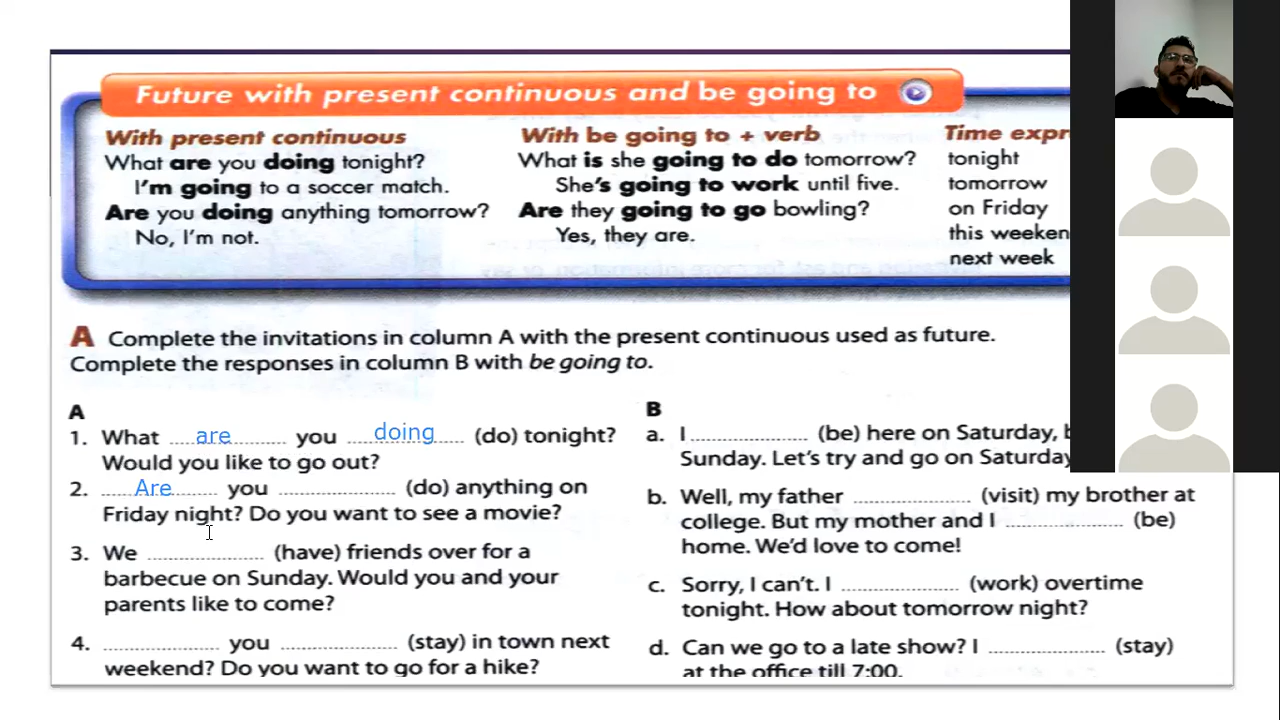 Future with present continuous and be going to
With present continuous
What are you doing tonight?
I'm going to a soccer match.
Are you doing anything tomorrow?
No, I'm not.
With be going to + verb
What is she going to do tomorrow?
She's going to work until five.
Are they going to go bowling?
Yes, they are.
Time
tonight
tomorrow
on Friday
this
next week
A Complete the invitations in column A with the present continuous used as future.
Complete the responses in column B with be going to.
A
1. What are you doing (do) tonight?
Would you like to go out?
2. Are you (do) anything on
Friday night? Do you want to see a movie?
3. We (have) friends over for a
barbecue on Sunday. Would you and your
parents like to come?
4. you (stay) in town next
weekend? Do you want to go for a hike?
B
a. I (be) here on Saturday,
Sunday. Let's try and go on Saturday
b. Well, my father (visit) my brother at
college. But my mother and I (be)
home. We'd love to come!
c. Sorry, I can't. I (work) overtime
tonight. How about tomorrow night?
d. Can we go to a late show? I (stay)
at the office till 7:00.